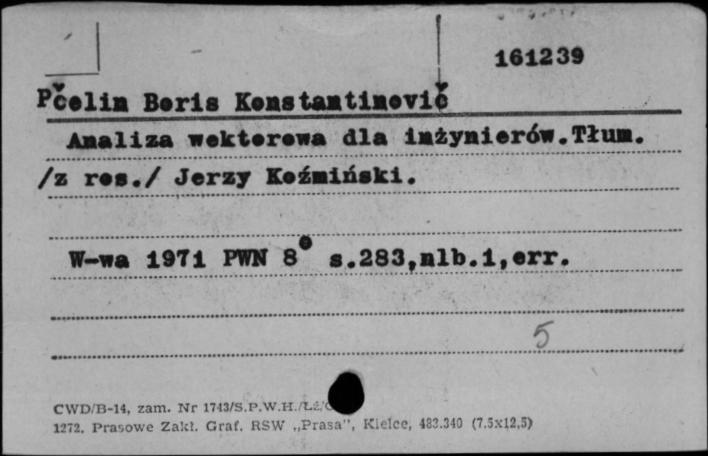 161239
Pčelin Boris Konstantinovič
Analiza wektorowa dla inżynierów.Tłum.
/z ros./ Jerzy Koźmiński.
W-wa 1971 PWN 8° s.283,nlb.1,err.
5
CWD/B-14, zam. Nr 1743/S.P.W.H.
1272. Prasowe Zakł. Graf. RSW „Prasa", Kielce, 483.340 (7.5x12,5)